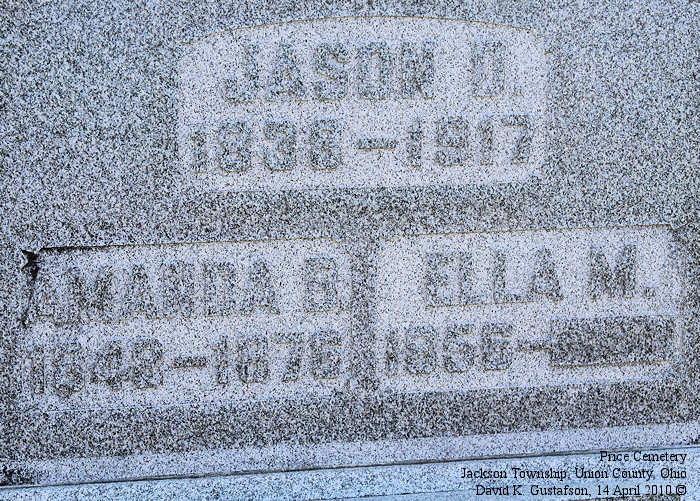 JASON D.
1838-1917
AMANDA B.
1848-1876
ELLA M.
1856-
Price Cemetery
Jackson Township, Union County, Ohio
David K. Gustafson, 14 April 2010 ©